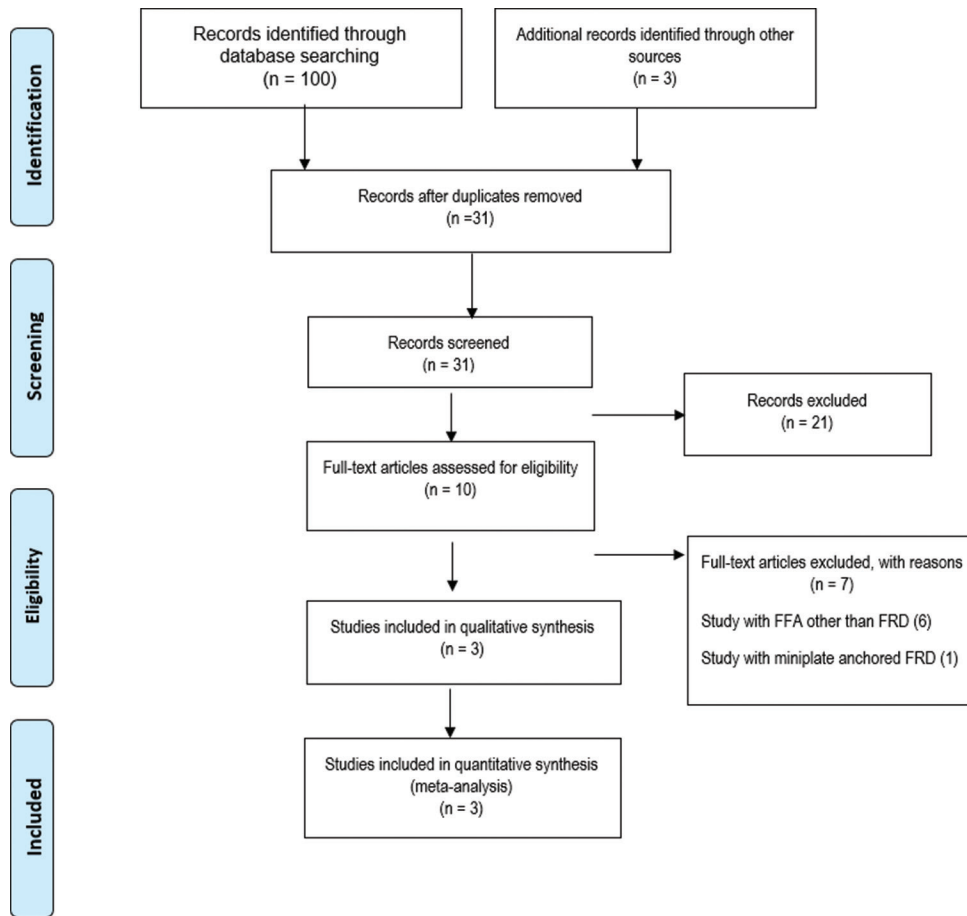 Identification
Records identified through
database searching
(n = 100)
Additional records identified through other
sources
(n = 3)
Records after duplicates removed
(n =31)
Screening
Records screened
(n = 31)
Records excluded
(n = 21)
Full-text articles assessed for eligibility
(n = 10)
Eligibility
Full-text articles excluded, with reasons
(n = 7)
Study with FFA other than FRD (6)
Study with miniplate anchored FRD (1)
Studies included in qualitative synthesis
(n = 3)
Included
Studies included in quantitative synthesis
(meta-analysis)
(n = 3)